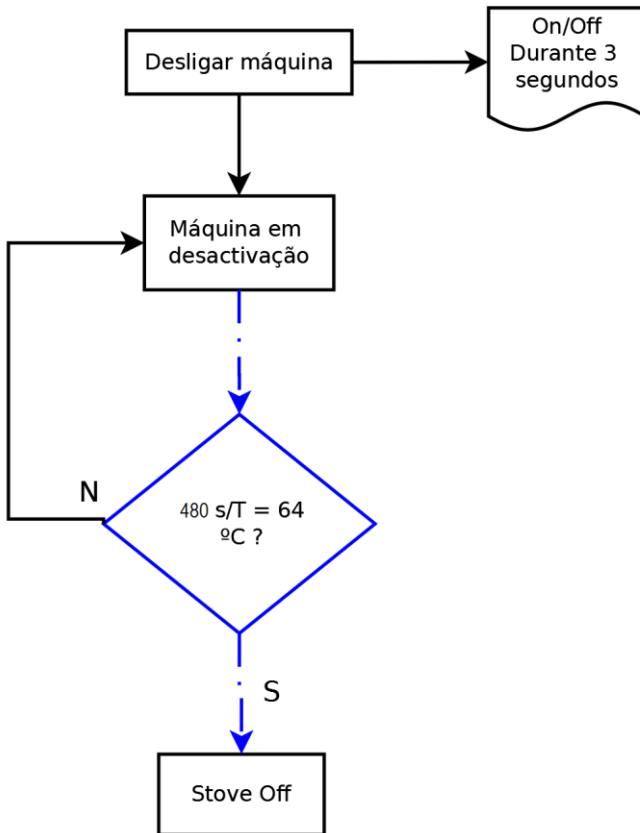 On/Off
Durante 3
segundos
Desligar máquina
Máquina em
desactivação
N
480 s/T = 64
ºC ?
S
Stove Off